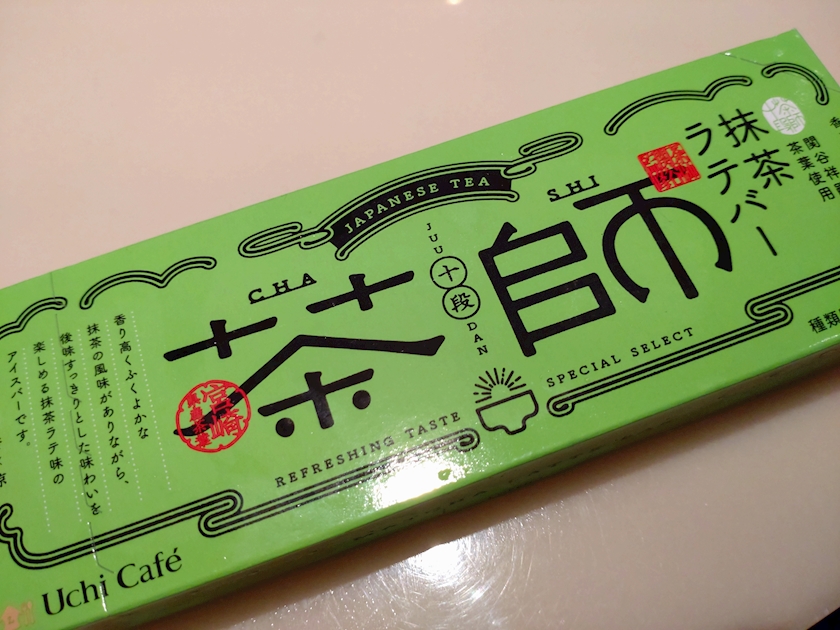 JAPANESE TEA
CHA
茶
JUU
十段
DAN
SHI
師
抹茶
ラテバー
茶葉使用
種類
SPECIAL SELECT
REFRESHING TASTE
香り高くふくよかな
抹茶の風味がありながら、
後味すっきりとした味わいを
楽しめる抹茶ラテ味の
アイスバーです。
Uchi Café